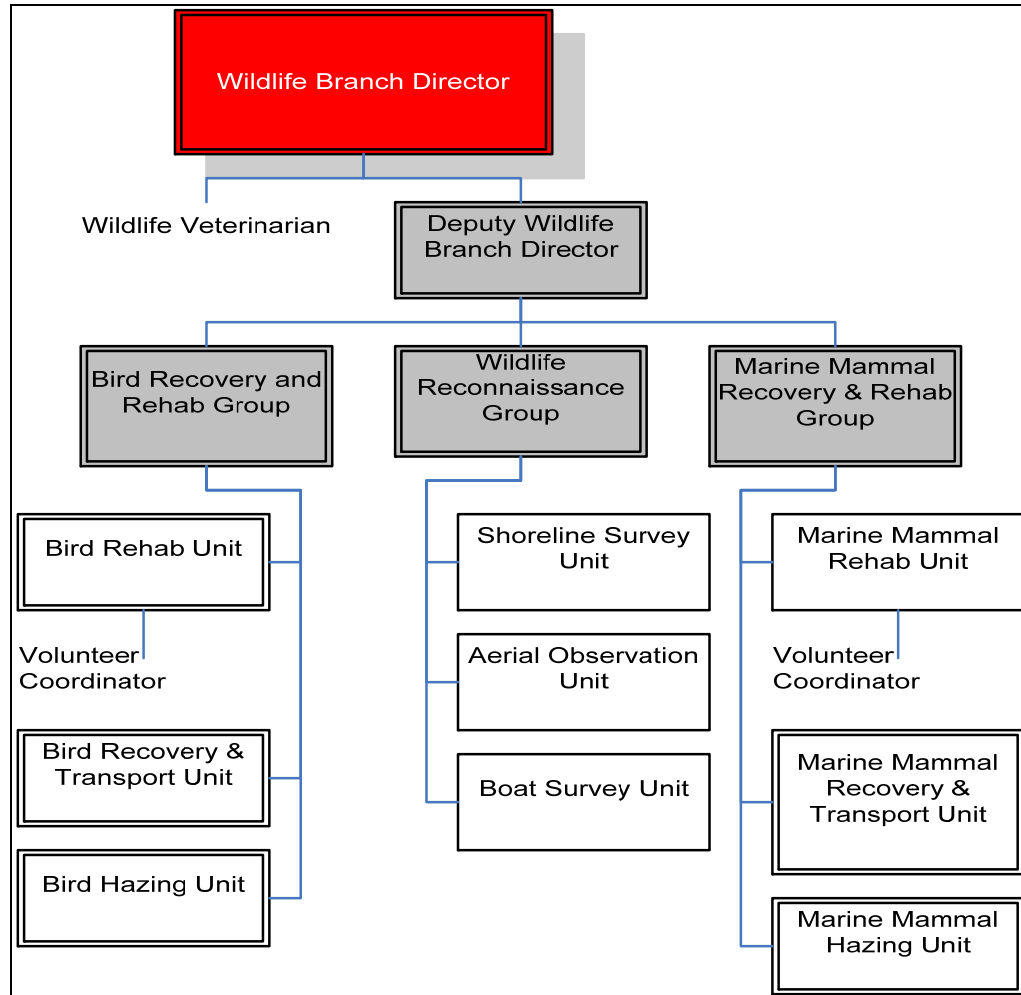 Wildlife Branch Director
Wildlife Veterinarian
Deputy Wildlife
Branch Director
Bird Recovery and
Rehab Group
Wildlife
Reconnaissance
Group
Marine Mammal
Recovery & Rehab
Group
Bird Rehab Unit
Volunteer
Coordinator
Bird Recovery &
Transport Unit
Bird Hazing Unit
Shoreline Survey
Unit
Aerial Observation
Unit
Boat Survey Unit
Marine Mammal
Rehab Unit
Volunteer
Coordinator
Marine Mammal
Recovery &
Transport Unit
Marine Mammal
Hazing Unit